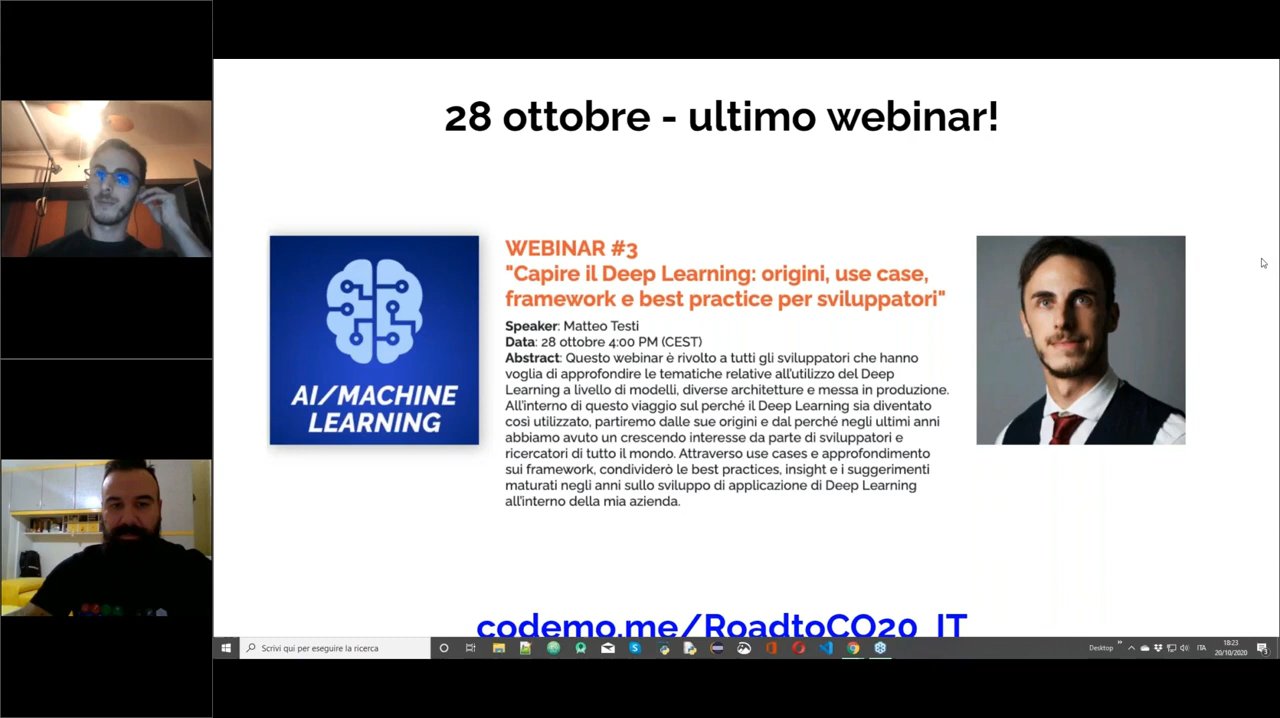 28 ottobre - ultimo webinar!
AI/MACHINE
LEARNING
WEBINAR #3
"Capire il Deep Learning: origini, use case,
framework e best practice per sviluppatori"
Speaker: Matteo Testi
Data: 28 ottobre 4:00 PM (CEST)
Abstract: Questo webinar è rivolto a tutti gli sviluppatori che hanno
voglia di approfondire le tematiche relative all'utilizzo del Deep
Learning a livello di modelli, diverse architetture e messa in produzione.
All'interno di questo viaggio sul perché il Deep Learning sia diventato
così utilizzato, partiremo dalle sue origini e dal perché negli ultimi anni
abbiamo avuto un crescendo interesse da parte di sviluppatori e
ricercatori di tutto il mondo. Attraverso use cases e approfondimento
sui framework, condividerò le best practices, insight e i suggerimenti
maturati negli anni sullo sviluppo di applicazione di Deep Learning
all'interno della mia azienda.
codemo.me/RoadtoCO20_IT
Scrivi qui per eseguire la ricerca
Desktop
ITA
18:23
20/10/2020